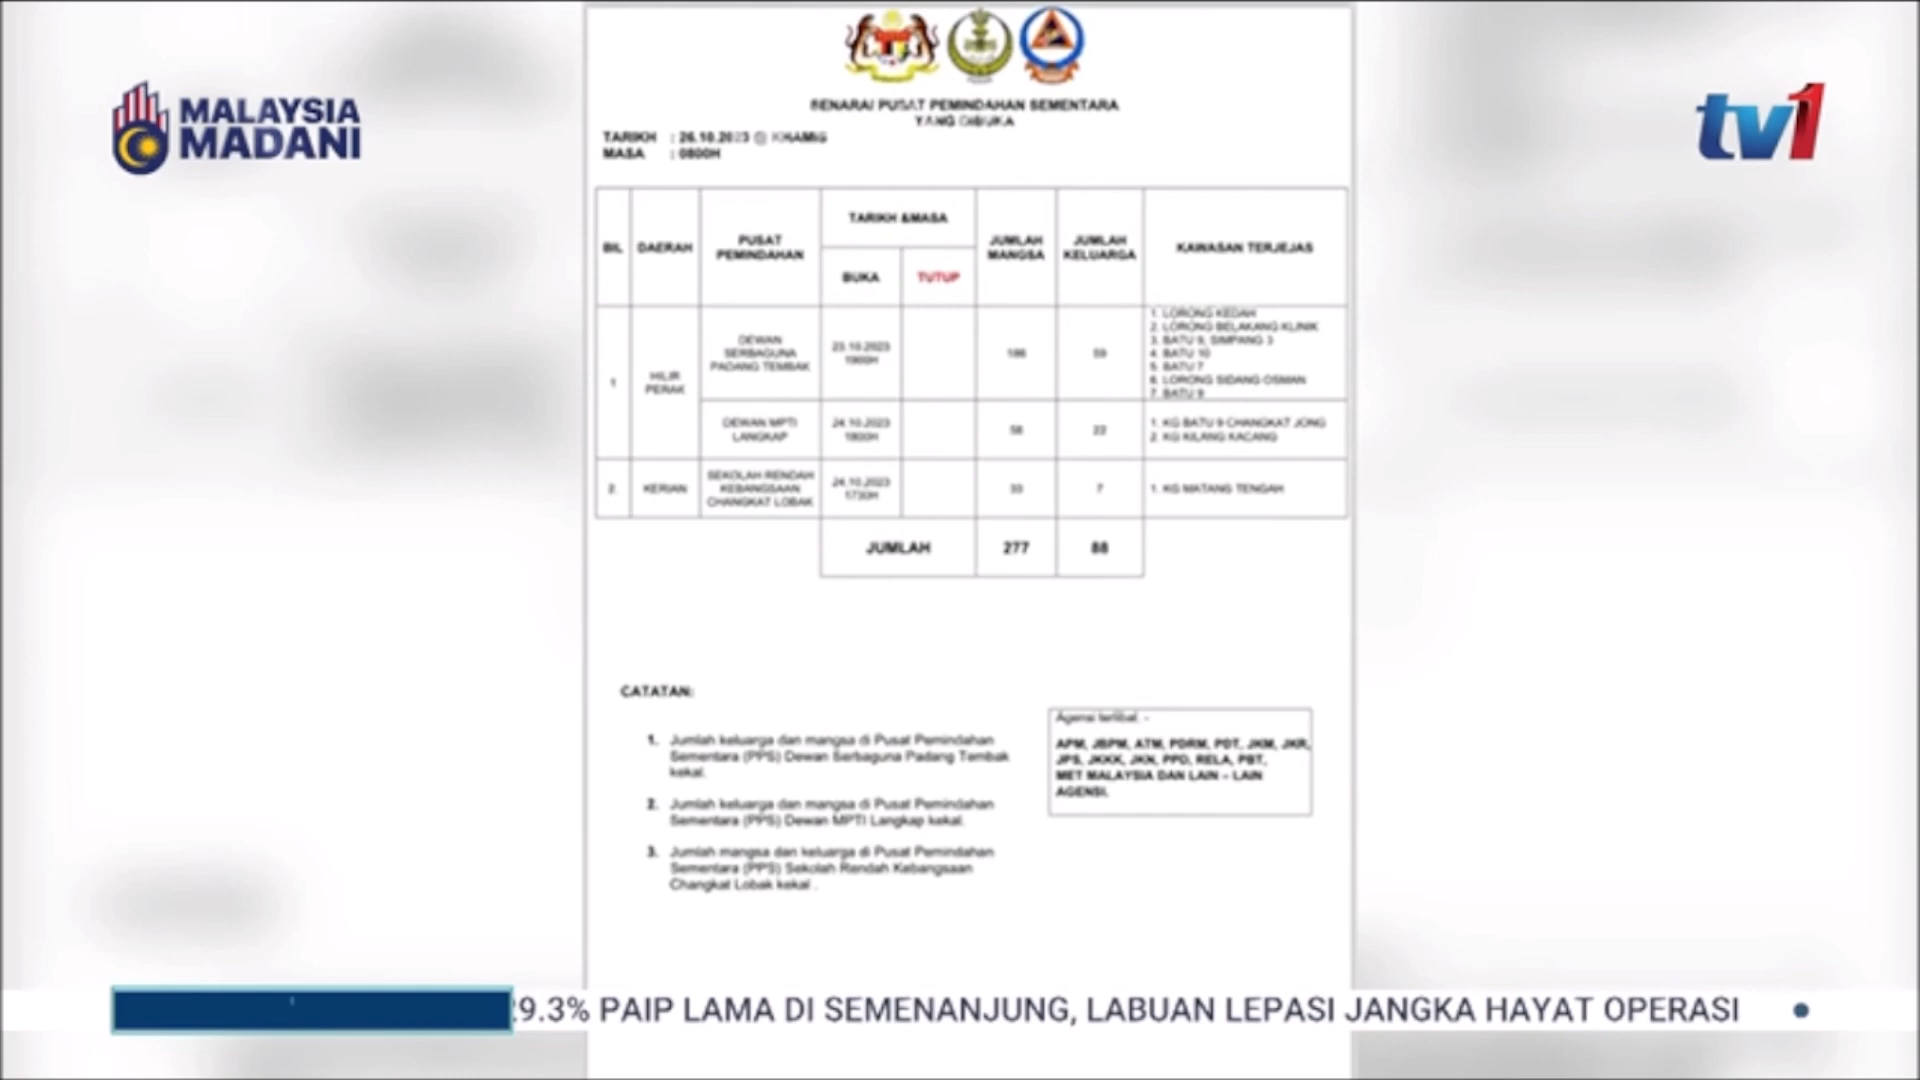 MALAYSIA
MADANI
tv1
SENARAI PUSAT PEMINDAHAN SEMENTARA
YANG DIBUKA
TARIKH : 26.10.2023 @ KHAMIS
MASA : 0800H
BIL
DAERAH
PUSAT
PEMINDAHAN
TARIKH &MASA
BUKA
TUTUP
JUMLAH
MANGSA
JUMLAH
KELUARGA
KAWASAN TERJEJAS
1
HILIR
PERAK
DEWAN
SERBAGUNA
PADANG TEMBAK
23.10.2023
1900H
186
59
1. LORONG KEDAH
2. LORONG BELAKANG KLINIK
3. BATU 9, SIMPANG 3
4. BATU 10
5. BATU 7
6. LORONG SIDANG OSMAN
7. BATU 9
DEWAN MPTI
LANGKAP
24.10.2023
1800H
58
22
1. KG BATU 9 CHANGKAT JONG
2. KG KILANG KACANG
2.
KERIAN
SEKOLAH RENDAH
KEBANGSAAN
CHANGKAT LOBAK
24.10.2023
1730H
33
7
1. KG MATANG TENGAH
JUMLAH
277
88
CATATAN:
1. Jumlah keluarga dan mangsa di Pusat Pemindahan
Sementara (PPS) Dewan Serbaguna Padang Tembak
kekal.
2. Jumlah keluarga dan mangsa di Pusat Pemindahan
Sementara (PPS) Dewan MPTI Langkap kekal.
3. Jumlah mangsa dan keluarga di Pusat Pemindahan
Sementara (PPS) Sekolah Rendah Kebangsaan
Changkat Lobak kekal .
Agensi terlibat: -
APM, JBPM, ATM, PDRM, PDT, JKM, JKR,
JPS, JKKK, JKN, PPD, RELA, PBT,
MET MALAYSIA DAN LAIN – LAIN
AGENSI.
29.3% PAIP LAMA DI SEMENANJUNG, LABUAN LEPASI JANGKA HAYAT OPERASI •